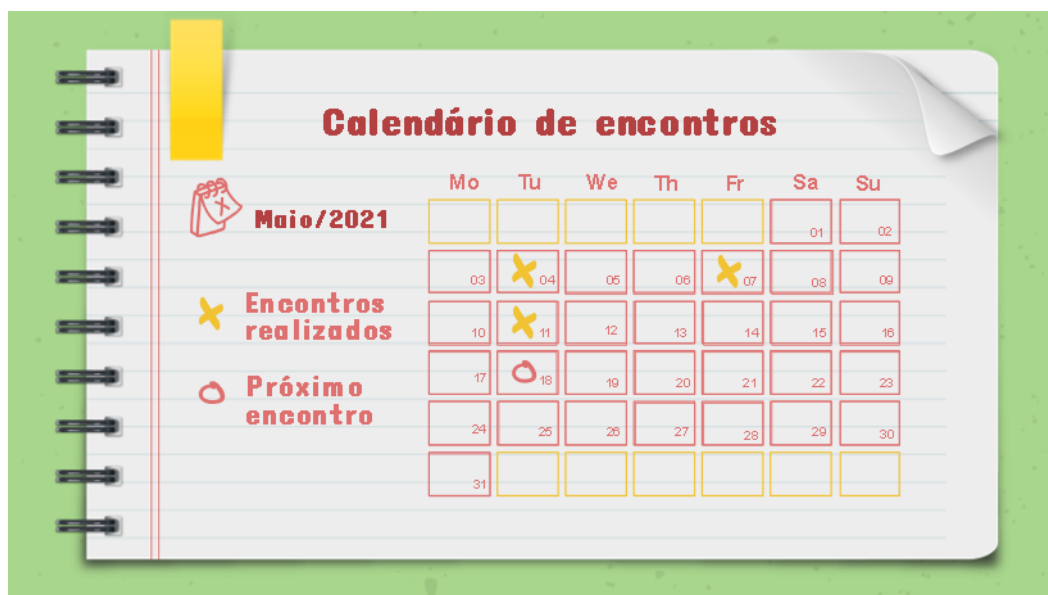 Calendário de encontros
Mo Tu We Th Fr Sa Su
Maio/2021
01 02
03 04 05 06 07 08 09
Encontros
realizados
10 11 12 13 14 15 16
17 18 19 20 21 22 23
Próximo
encontro
24 25 26 27 28 29 30
31